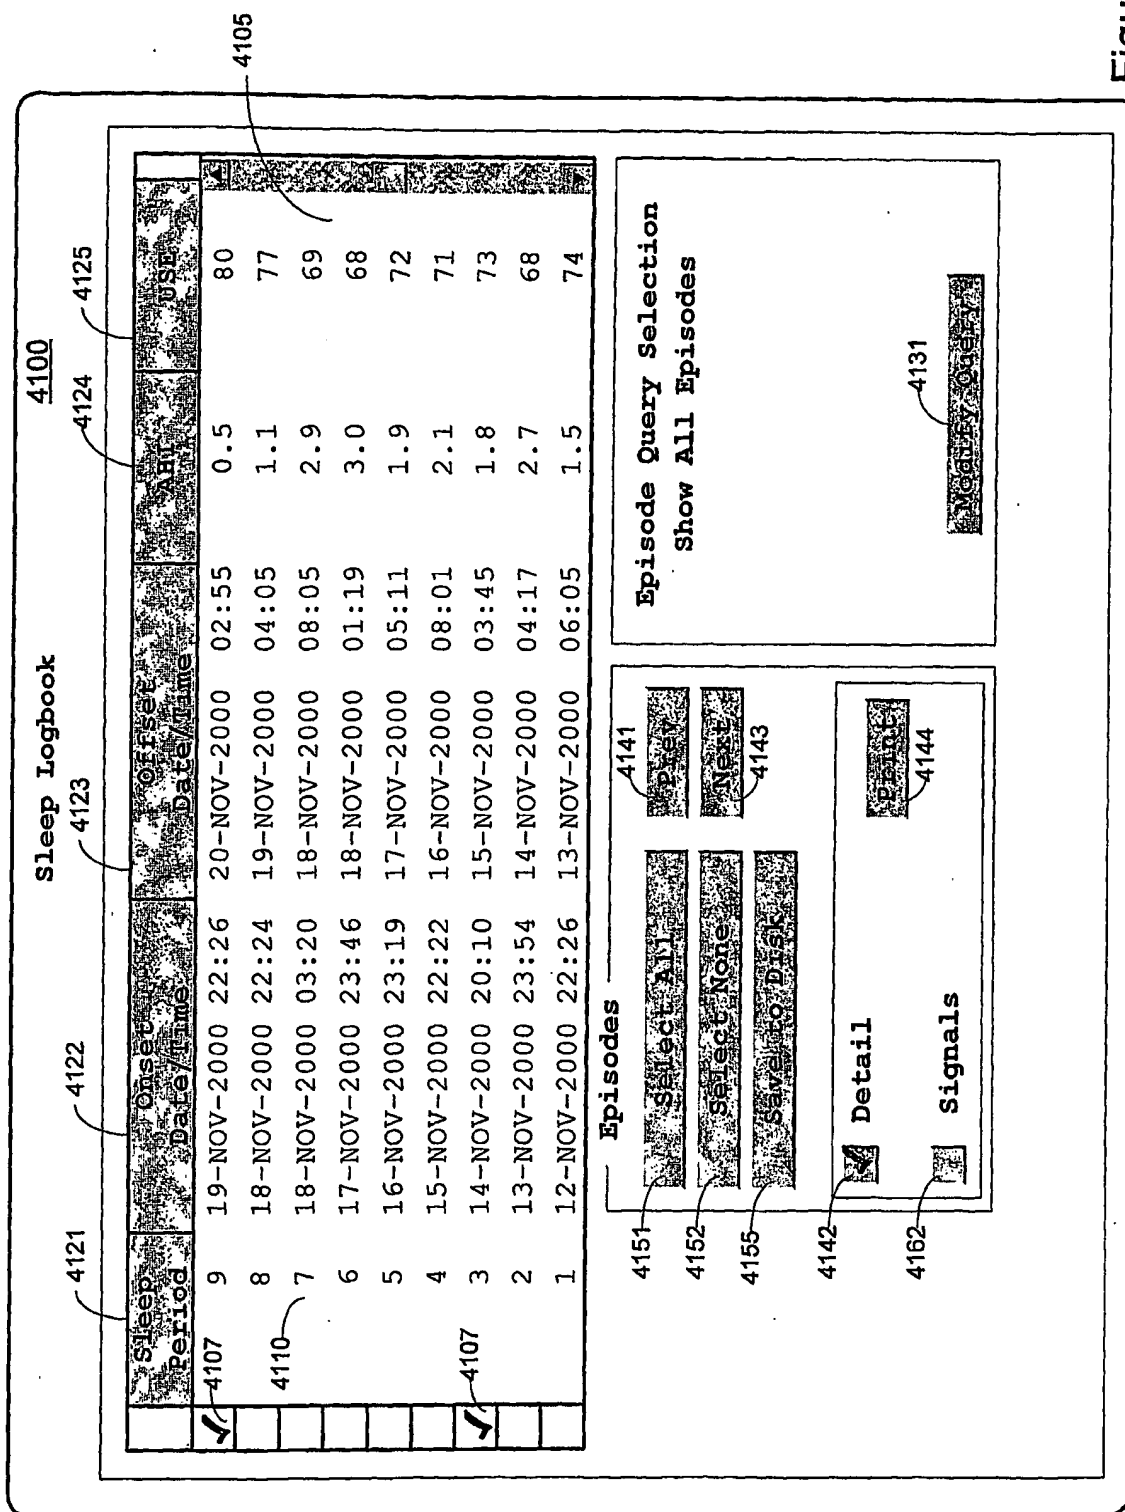 4100
Sleep Logbook
4121
4122
4123
4124
4125
Sleep Period
Onset Date/Time
Offset Date/Time
AHI
USE
9 19-NOV-2000 22:26 20-NOV-2000 02:55 0.5 80
8 18-NOV-2000 22:24 19-NOV-2000 04:05 1.1 77
7 18-NOV-2000 03:20 18-NOV-2000 08:05 2.9 69
6 17-NOV-2000 23:46 18-NOV-2000 01:19 3.0 68
5 16-NOV-2000 23:19 17-NOV-2000 05:11 1.9 72
4 15-NOV-2000 22:22 16-NOV-2000 08:01 2.1 71
3 14-NOV-2000 20:10 15-NOV-2000 03:45 1.8 73
2 13-NOV-2000 23:54 14-NOV-2000 04:17 2.7 68
1 12-NOV-2000 22:26 13-NOV-2000 06:05 1.5 74
4107
4110
4107
4105
Episodes
4151
Select All
4141
Prev
4152
Select None
Next
4143
4155
Save to Disk
4142
Detail
Print
4144
4162
Signals
Episode Query Selection
Show All Episodes
4131
Modify Query